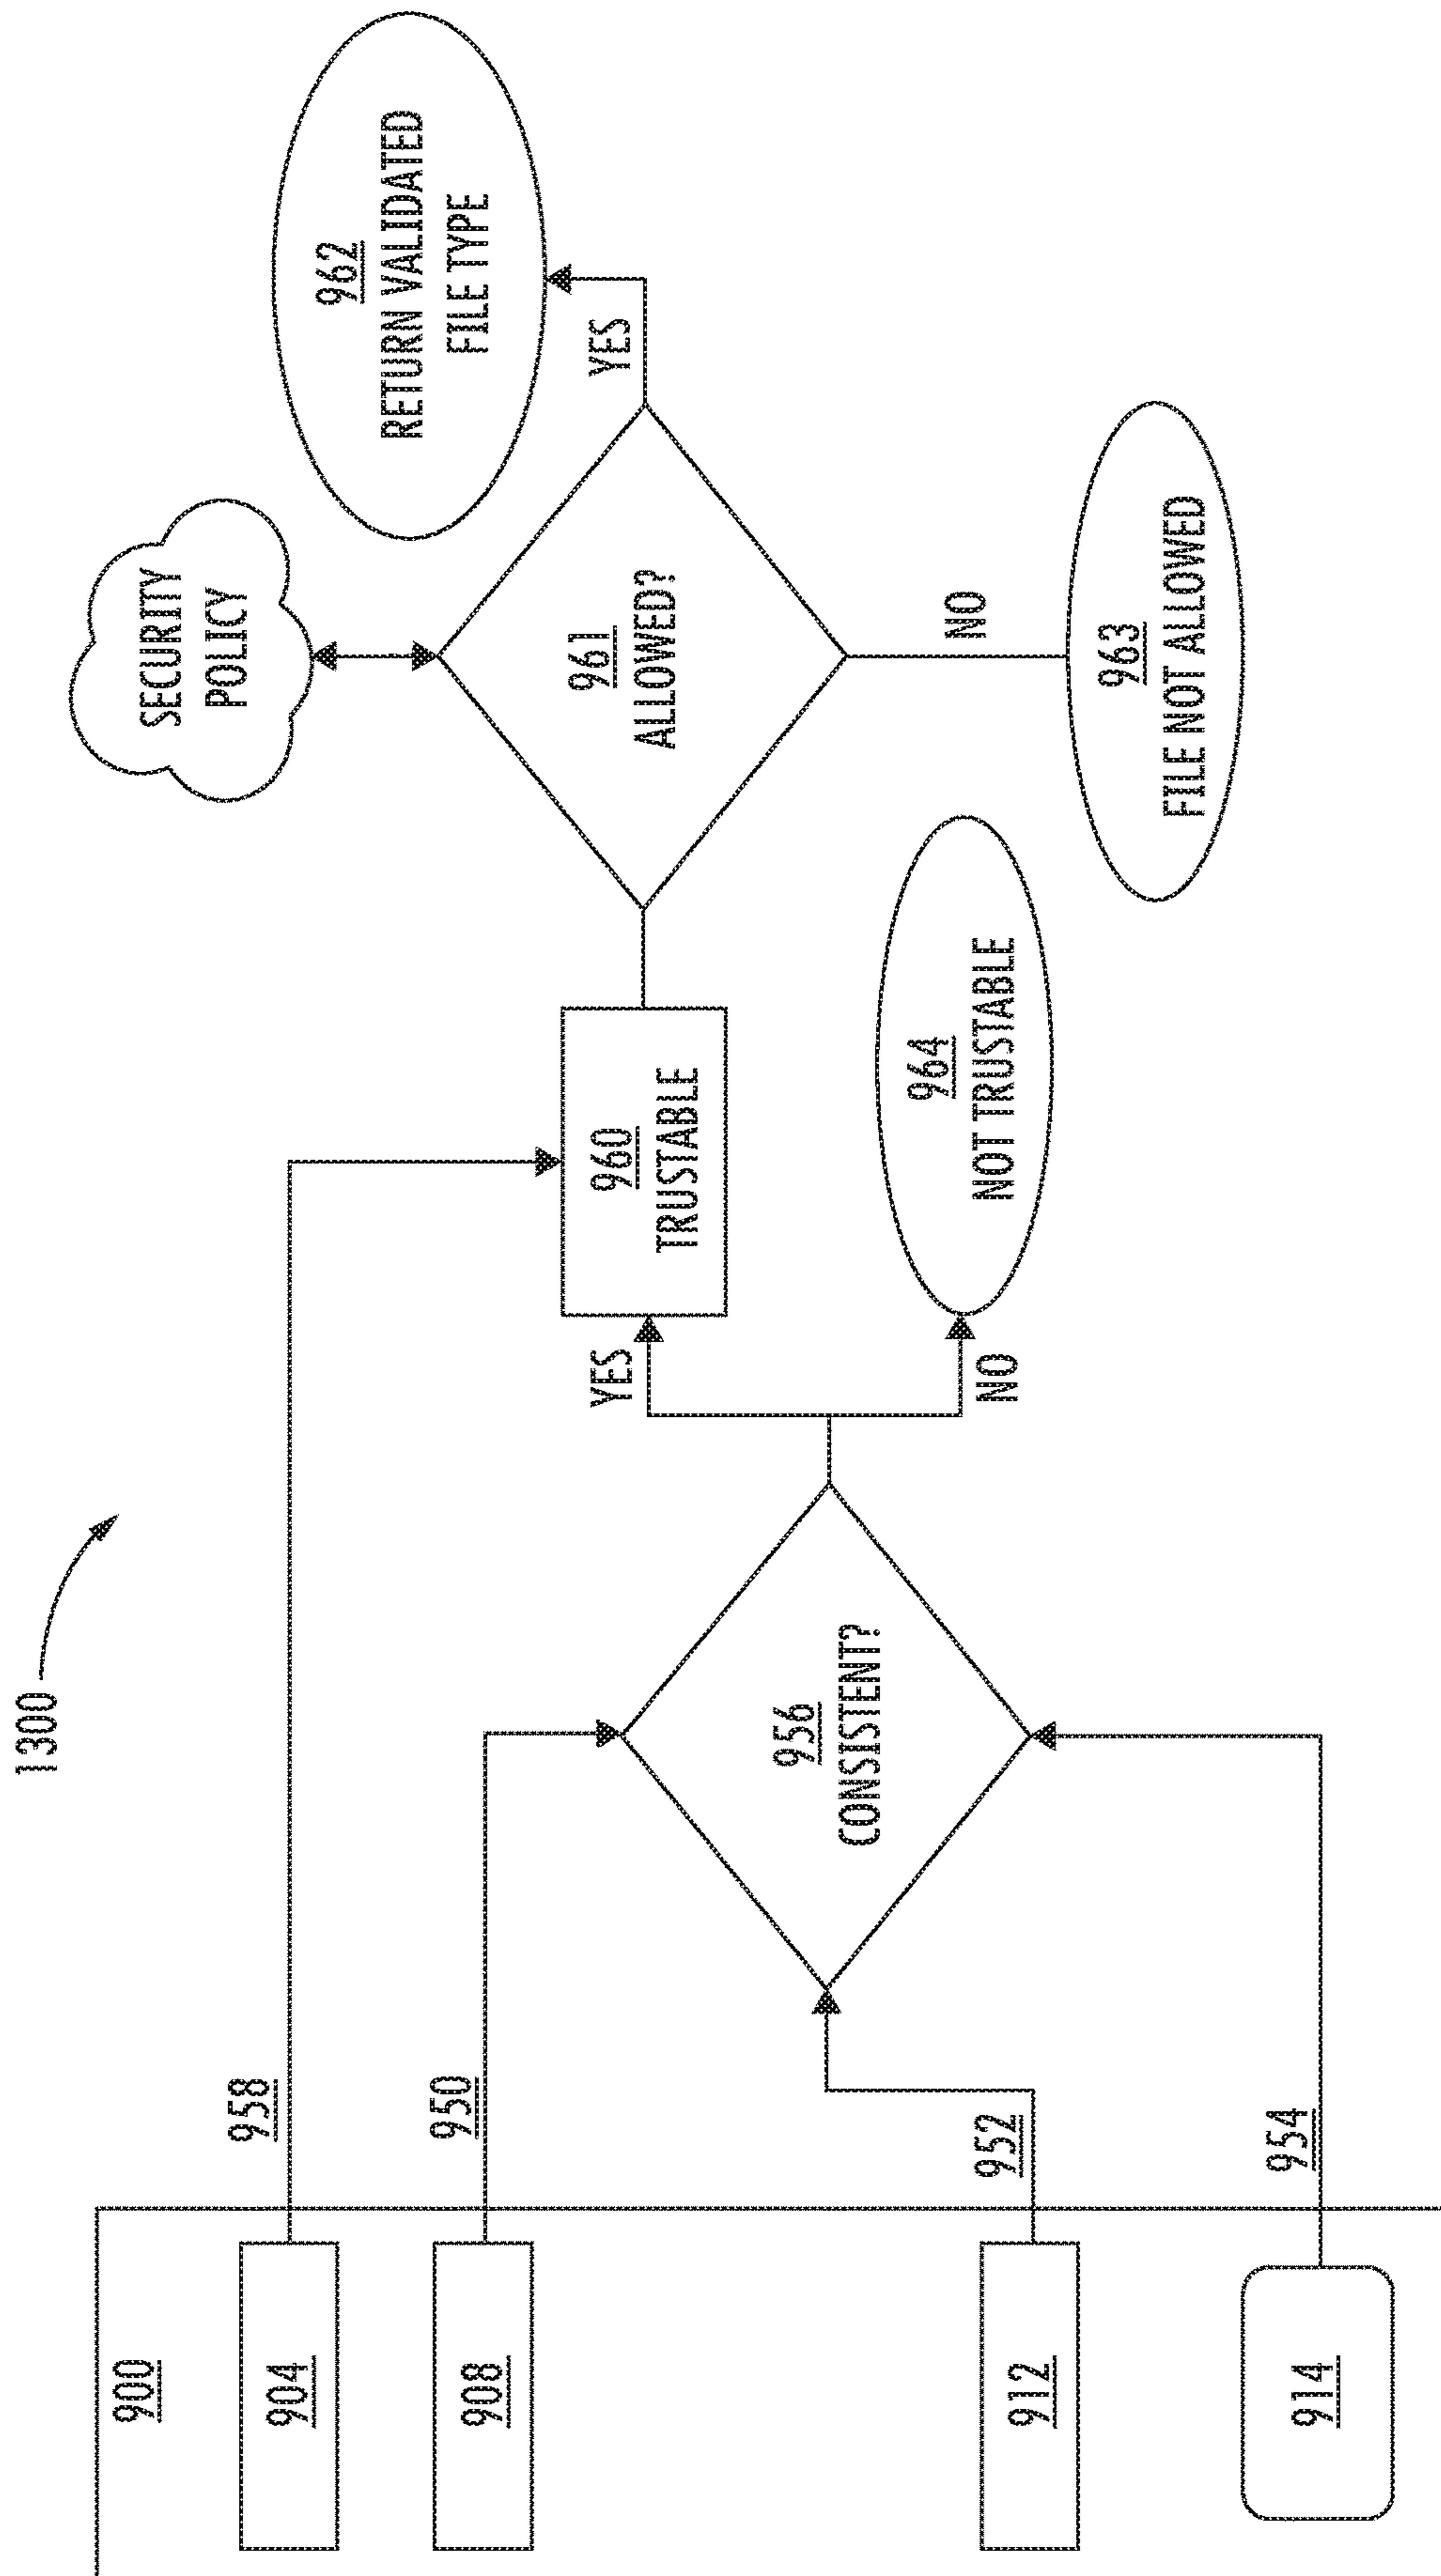 1300
900
904
908
912
914
958
950
952
954
956
CONSISTENT?
YES
NO
960
TRUSTABLE
964
NOT TRUSTABLE
SECURITY
POLICY
961
ALLOWED?
YES
NO
962
RETURN VALIDATED
FILE TYPE
963
FILE NOT ALLOWED